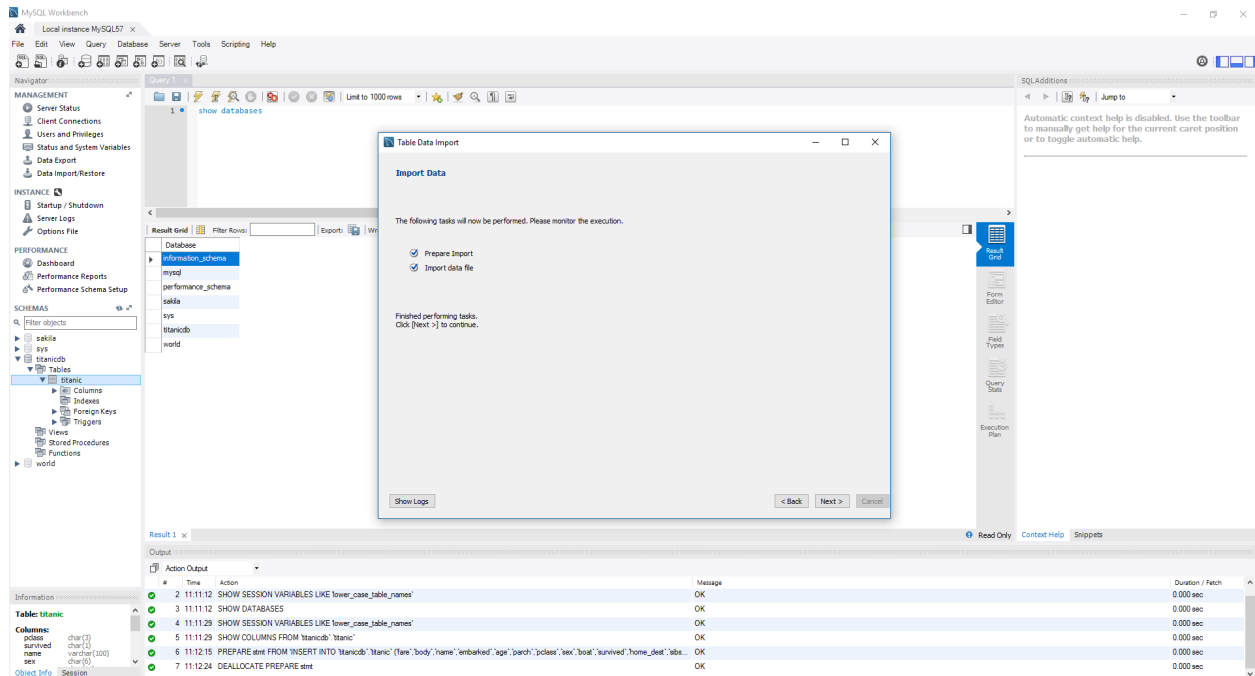 MySQL Workbench
Local instance MySQL57 ×
File Edit View Query Database Server Tools Scripting Help
Navigator
MANAGEMENT
Server Status
Client Connections
Users and Privileges
Status and System Variables
Data Export
Data Import/Restore
INSTANCE
Startup / Shutdown
Server Logs
Options File
PERFORMANCE
Dashboard
Performance Reports
Performance Schema Setup
SCHEMAS
Filter objects
sakila
sys
titanicdb
Tables
titanic
Columns
Indexes
Foreign Keys
Triggers
Views
Stored Procedures
Functions
world
Information
Table: titanic
Columns:
pclass char(3)
survived char(1)
name varchar(100)
sex char(6)
Object Info Session
Query 1 ×
Limit to 1000 rows
1 show databases
Result Grid Filter Rows: Export: Wr
Database
information_schema
mysql
performance_schema
sakila
sys
titanicdb
world
Table Data Import
Import Data
The following tasks will now be performed. Please monitor the execution.
Prepare Import
Import data file
Finished performing tasks.
Click [Next >] to continue.
Show Logs < Back Next > Cancel
Result Grid
Form Editor
Field Types
Query Stats
Execution Plan
Result 1 × Read Only
SQLAdditions
Jump to
Automatic context help is disabled. Use the toolbar
to manually get help for the current caret position
or to toggle automatic help.
Context Help Snippets
Output
Action Output
# Time Action Message Duration / Fetch
2 11:11:12 SHOW SESSION VARIABLES LIKE 'lower_case_table_names' OK 0.000 sec
3 11:11:12 SHOW DATABASES OK 0.000 sec
4 11:11:29 SHOW SESSION VARIABLES LIKE 'lower_case_table_names' OK 0.000 sec
5 11:11:29 SHOW COLUMNS FROM `titanicdb`.`titanic` OK 0.000 sec
6 11:12:15 PREPARE stmt FROM 'INSERT INTO `titanicdb`.`titanic` (`fare`,`body`,`name`,`embarked`,`age`,`parch`,`pclass`,`sex`,`boat`,`survived`,`home_dest`,`sibs... OK 0.000 sec
7 11:12:24 DEALLOCATE PREPARE stmt OK 0.000 sec